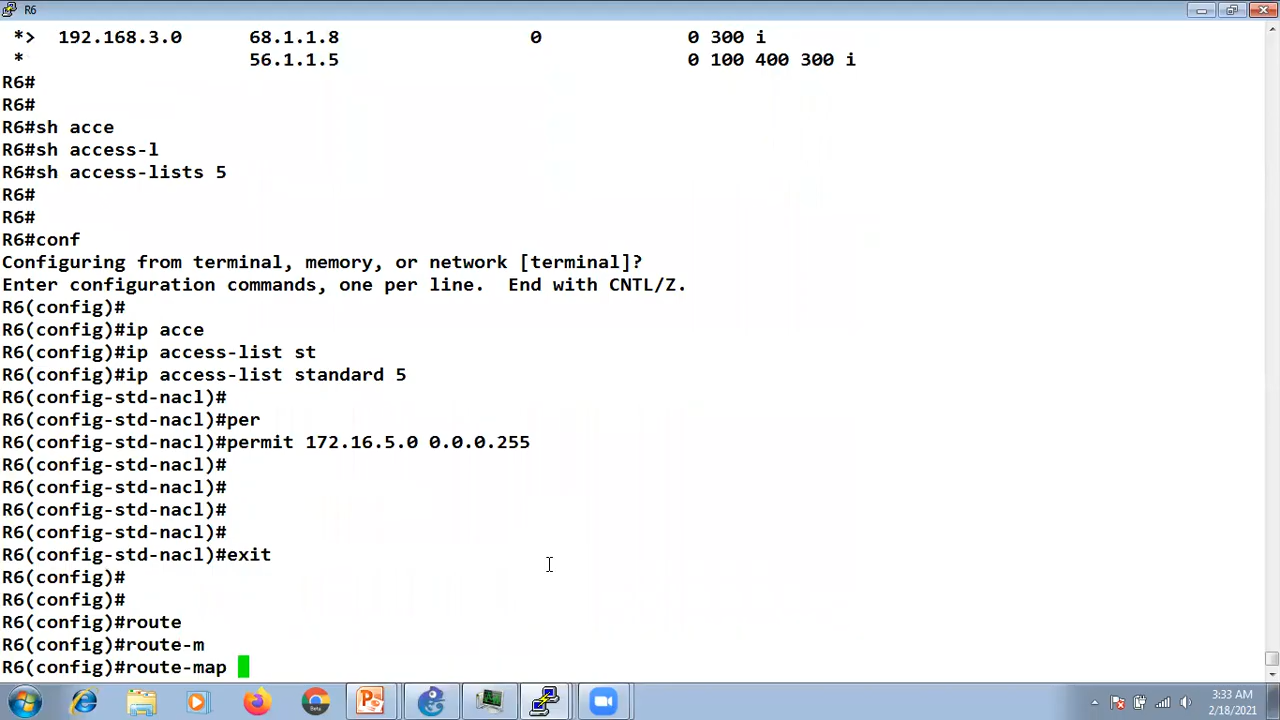 R6
*>  192.168.3.0      68.1.1.8                 0             0 300 i
*                    56.1.1.5                               0 100 400 300 i
R6#
R6#
R6#sh acce
R6#sh access-l
R6#sh access-lists 5
R6#
R6#
R6#conf
Configuring from terminal, memory, or network [terminal]?
Enter configuration commands, one per line.  End with CNTL/Z.
R6(config)#
R6(config)#ip acce
R6(config)#ip access-list st
R6(config)#ip access-list standard 5
R6(config-std-nacl)#
R6(config-std-nacl)#per
R6(config-std-nacl)#permit 172.16.5.0 0.0.0.255
R6(config-std-nacl)#
R6(config-std-nacl)#
R6(config-std-nacl)#
R6(config-std-nacl)#
R6(config-std-nacl)#exit
R6(config)#
R6(config)#
R6(config)#route
R6(config)#route-m
R6(config)#route-map
Beta
3:33 AM
2/18/2021